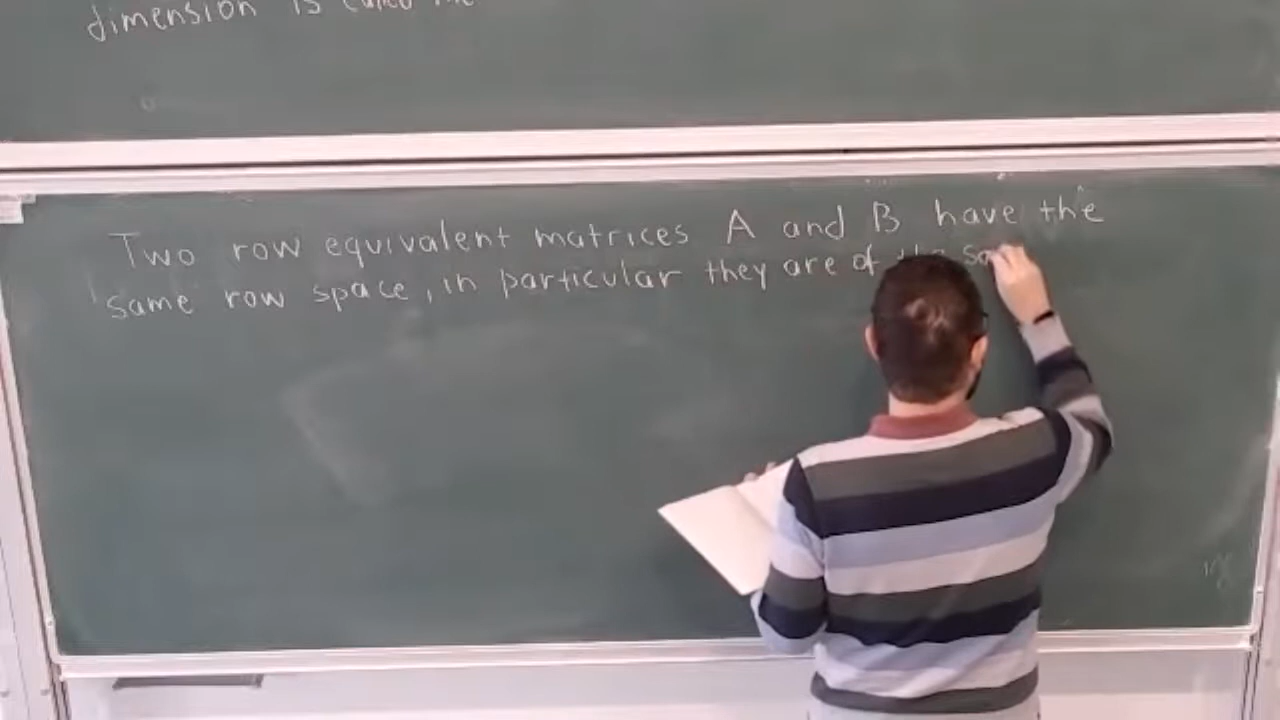 dimension is called the
Two row equivalent matrices A and B have the
same row space, in particular they are of the